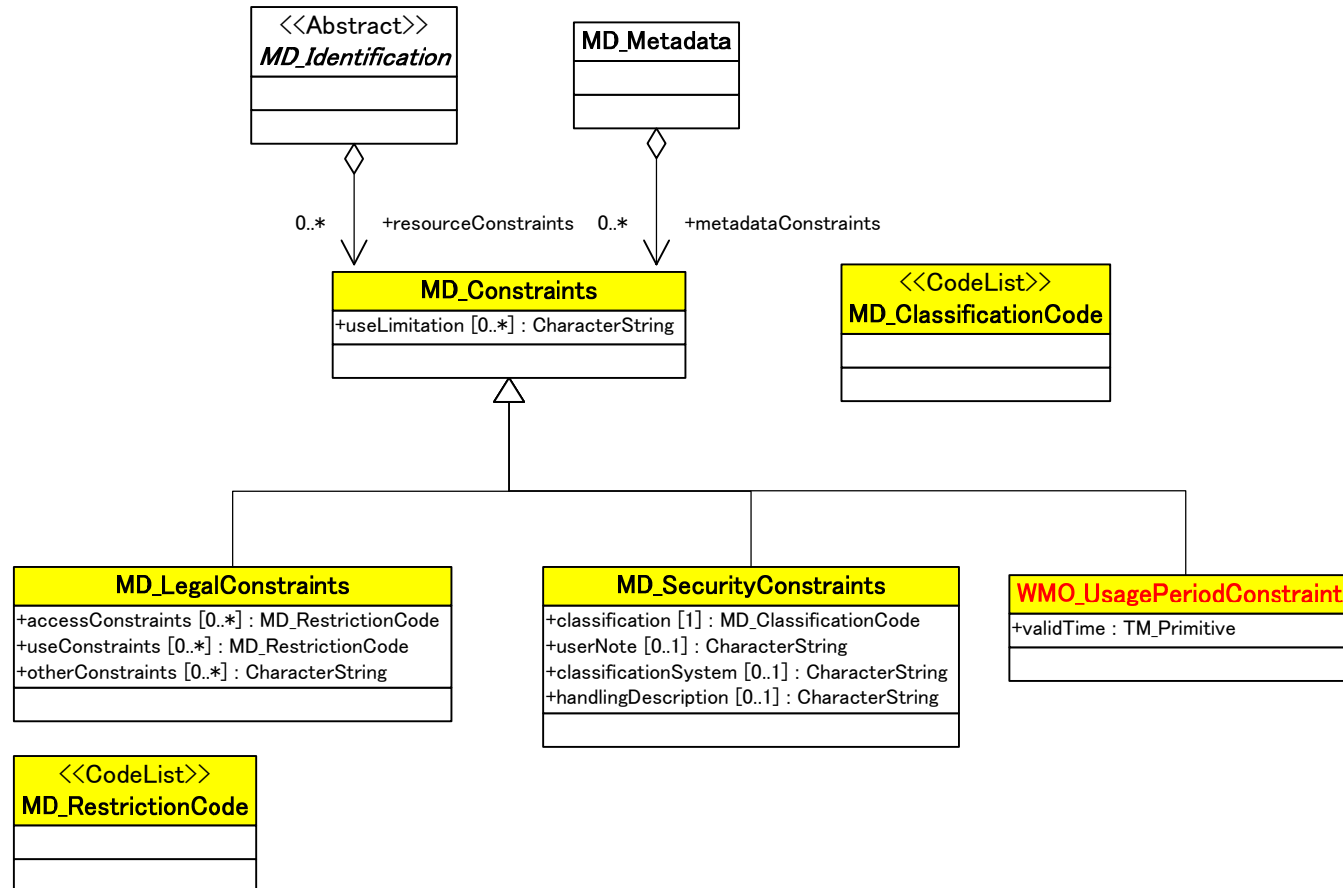 <<Abstract>>
MD_Identification
MD_Metadata
0..*
+resourceConstraints
0..*
+metadataConstraints
MD_Constraints
+useLimitation [0..*] : CharacterString
<<CodeList>>
MD_ClassificationCode
MD_LegalConstraints
+accessConstraints [0..*] : MD_RestrictionCode
+useConstraints [0..*] : MD_RestrictionCode
+otherConstraints [0..*] : CharacterString
MD_SecurityConstraints
+classification [1] : MD_ClassificationCode
+userNote [0..1] : CharacterString
+classificationSystem [0..1] : CharacterString
+handlingDescription [0..1] : CharacterString
WMO_UsagePeriodConstraint
+validTime : TM_Primitive
<<CodeList>>
MD_RestrictionCode